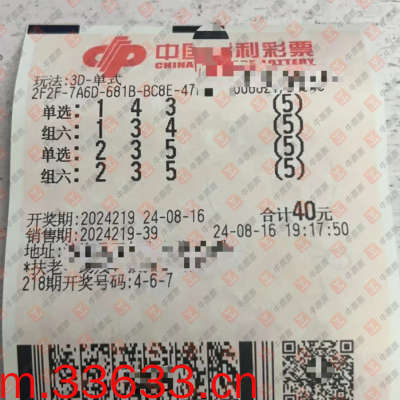 中国 利彩票
CHINA LOTTERY
玩法:3D-单式
2F2F-7A6D-681B-BC8E-47
单选: 1 4 3 (5)
组六: 1 3 4 (5)
单选: 2 3 5 (5)
组六: 2 3 5 (5)
开奖期:2024219 24-08-16 合计40元
销售期:2024219-39 24-08-16 19:17:50
地址:
*扶老
218期开奖号码:4-6-7
m.33633.cn